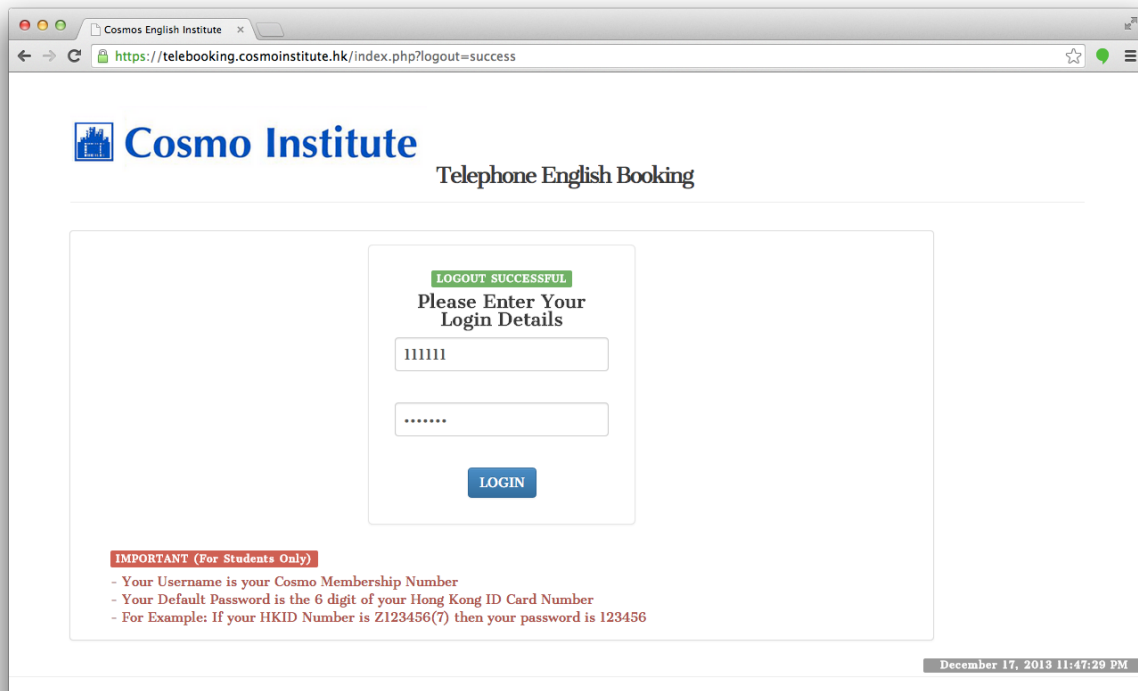 Cosmos English Institute
https://telebooking.cosmoinstitute.hk/index.php?logout=success
Cosmo Institute
Telephone English Booking
LOGOUT SUCCESSFUL
Please Enter Your
Login Details
111111
•••••••
LOGIN
IMPORTANT (For Students Only)
- Your Username is your Cosmo Membership Number
- Your Default Password is the 6 digit of your Hong Kong ID Card Number
- For Example: If your HKID Number is Z123456(7) then your password is 123456
December 17, 2013 11:47:29 PM